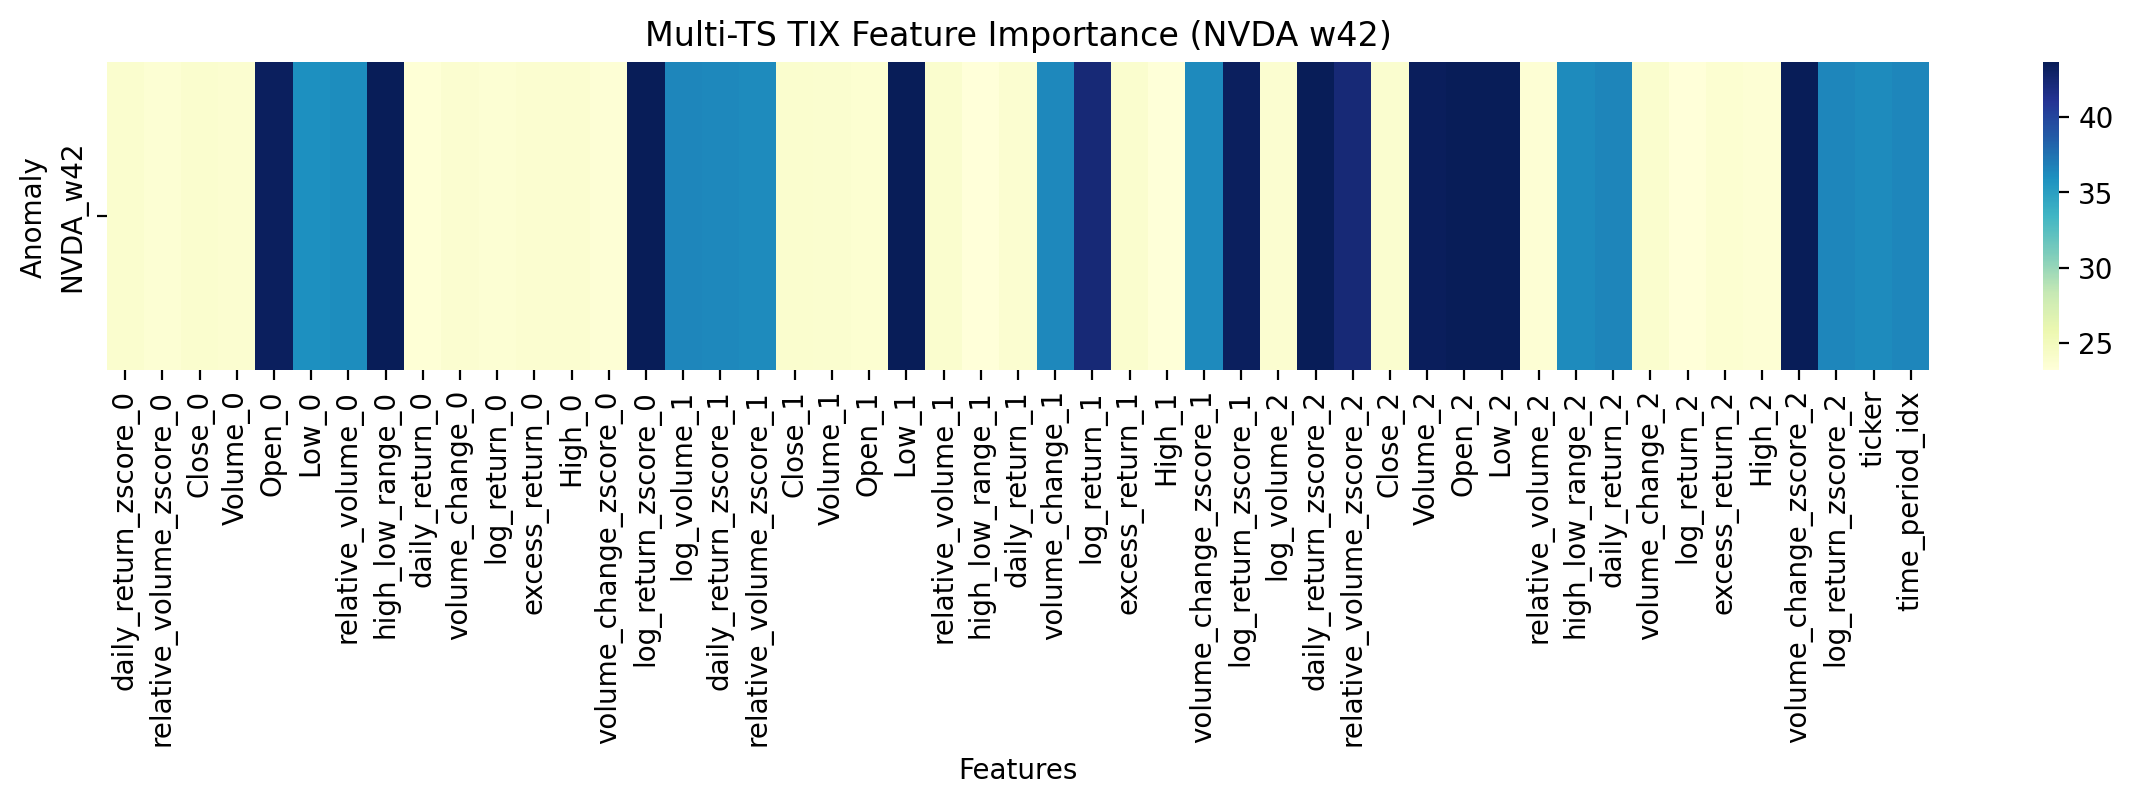 Multi-TS TIX Feature Importance (NVDA w42)
Anomaly
NVDA_w42
40
35
30
25
daily_return_zscore_0
relative_volume_zscore_0
Close_0
Volume_0
Open_0
Low_0
relative_volume_0
high_low_range_0
daily_return_0
volume_change_0
log_return_0
excess_return_0
High_0
volume_change_zscore_0
log_return_zscore_0
log_volume_1
daily_return_zscore_1
relative_volume_zscore_1
Close_1
Volume_1
Open_1
Low_1
relative_volume_1
high_low_range_1
daily_return_1
volume_change_1
log_return_1
excess_return_1
High_1
volume_change_zscore_1
log_return_zscore_1
log_volume_2
daily_return_zscore_2
relative_volume_zscore_2
Close_2
Volume_2
Open_2
Low_2
relative_volume_2
high_low_range_2
daily_return_2
volume_change_2
log_return_2
excess_return_2
High_2
volume_change_zscore_2
log_return_zscore_2
ticker
time_period_idx
Features